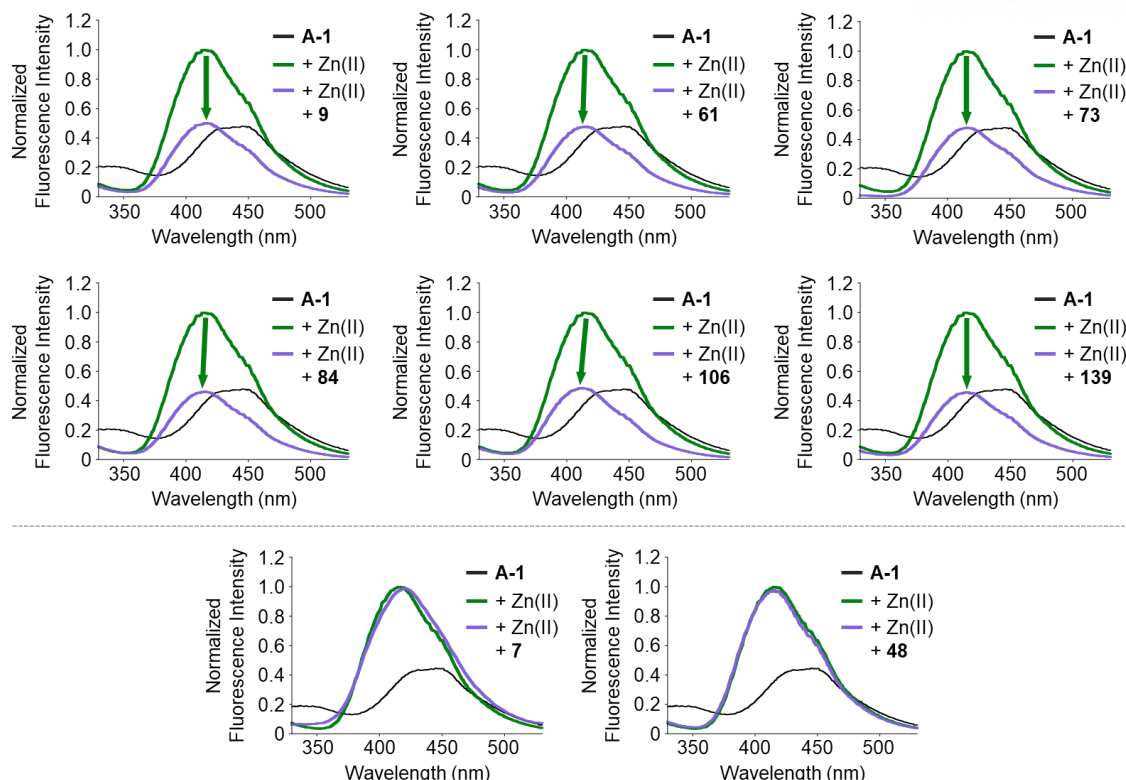 Normalized
Fluorescence Intensity
1.2
1.0
0.8
0.6
0.4
0.2
0
350 400 450 500
Wavelength (nm)
A-1
+ Zn(II)
+ Zn(II)
+ 9
Normalized
Fluorescence Intensity
1.2
1.0
0.8
0.6
0.4
0.2
0
350 400 450 500
Wavelength (nm)
A-1
+ Zn(II)
+ Zn(II)
+ 61
Normalized
Fluorescence Intensity
1.2
1.0
0.8
0.6
0.4
0.2
0
350 400 450 500
Wavelength (nm)
A-1
+ Zn(II)
+ Zn(II)
+ 73
Normalized
Fluorescence Intensity
1.2
1.0
0.8
0.6
0.4
0.2
0
350 400 450 500
Wavelength (nm)
A-1
+ Zn(II)
+ Zn(II)
+ 84
Normalized
Fluorescence Intensity
1.2
1.0
0.8
0.6
0.4
0.2
0
350 400 450 500
Wavelength (nm)
A-1
+ Zn(II)
+ Zn(II)
+ 106
Normalized
Fluorescence Intensity
1.2
1.0
0.8
0.6
0.4
0.2
0
350 400 450 500
Wavelength (nm)
A-1
+ Zn(II)
+ Zn(II)
+ 139
Normalized
Fluorescence Intensity
1.2
1.0
0.8
0.6
0.4
0.2
0
350 400 450 500
Wavelength (nm)
A-1
+ Zn(II)
+ Zn(II)
+ 7
Normalized
Fluorescence Intensity
1.2
1.0
0.8
0.6
0.4
0.2
0
350 400 450 500
Wavelength (nm)
A-1
+ Zn(II)
+ Zn(II)
+ 48